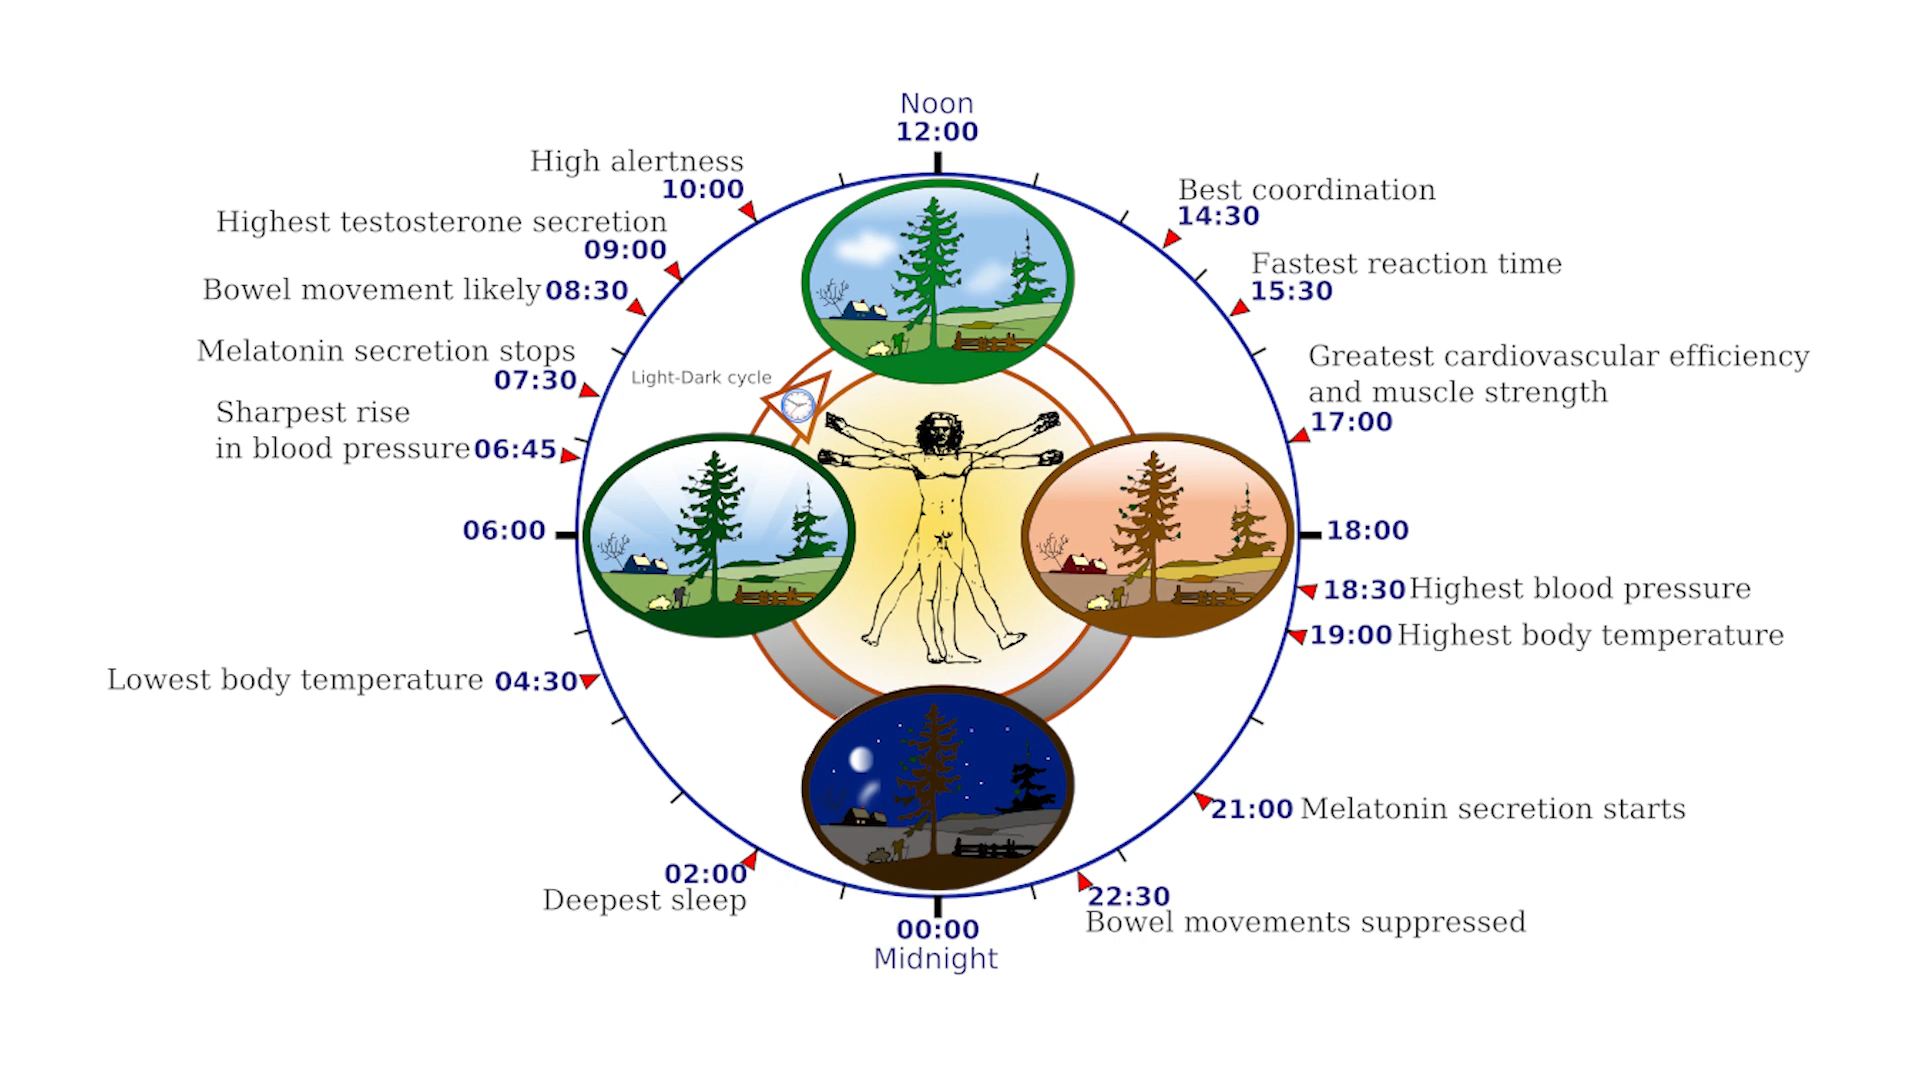 Noon
12:00
High alertness
10:00
Highest testosterone secretion
09:00
Bowel movement likely 08:30
Melatonin secretion stops
07:30
Sharpest rise
in blood pressure 06:45
06:00
Lowest body temperature 04:30
02:00
Deepest sleep
00:00
Midnight
Light-Dark cycle
Best coordination
14:30
Fastest reaction time
15:30
Greatest cardiovascular efficiency
and muscle strength
17:00
18:00
18:30 Highest blood pressure
19:00 Highest body temperature
21:00 Melatonin secretion starts
22:30
Bowel movements suppressed